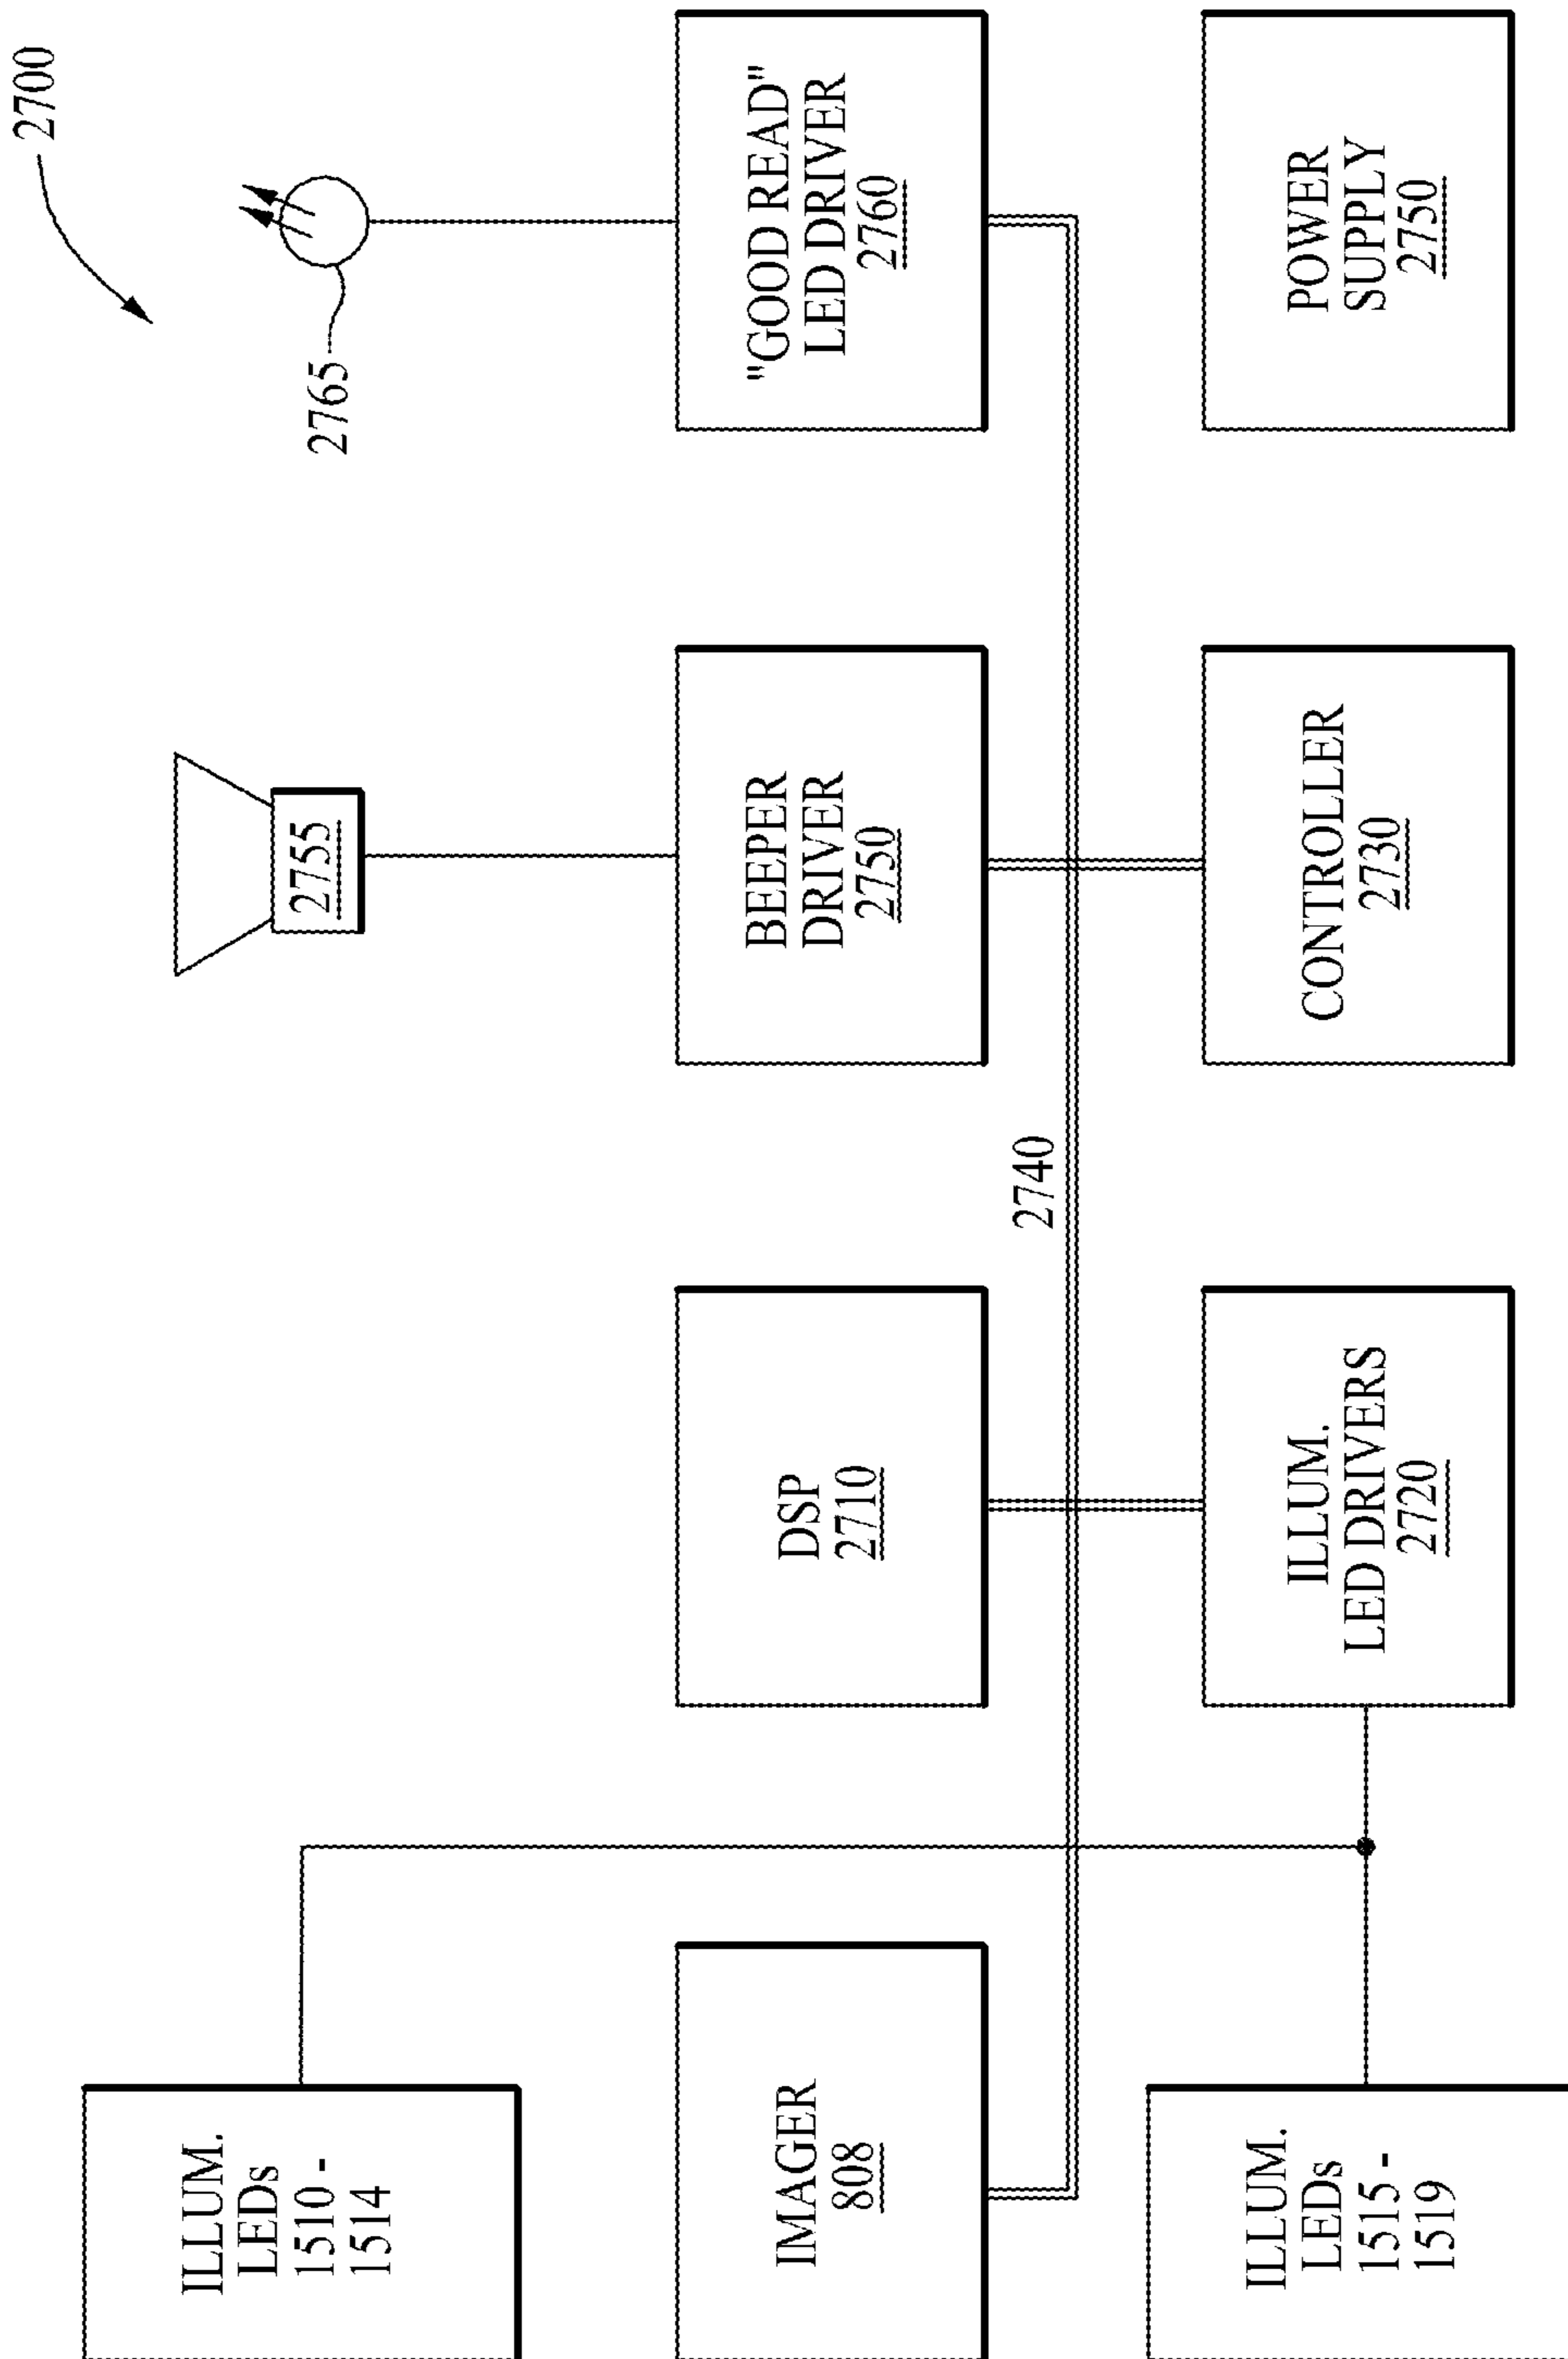 2700
2765
2755
ILLUM.
LEDs
1510 -
1514
IMAGER
808
DSP
2710
BEEPER
DRIVER
2750
"GOOD READ"
LED DRIVER
2760
2740
ILLUM.
LEDs
1515 -
1519
ILLUM.
LED DRIVERS
2720
CONTROLLER
2730
POWER
SUPPLY
2750